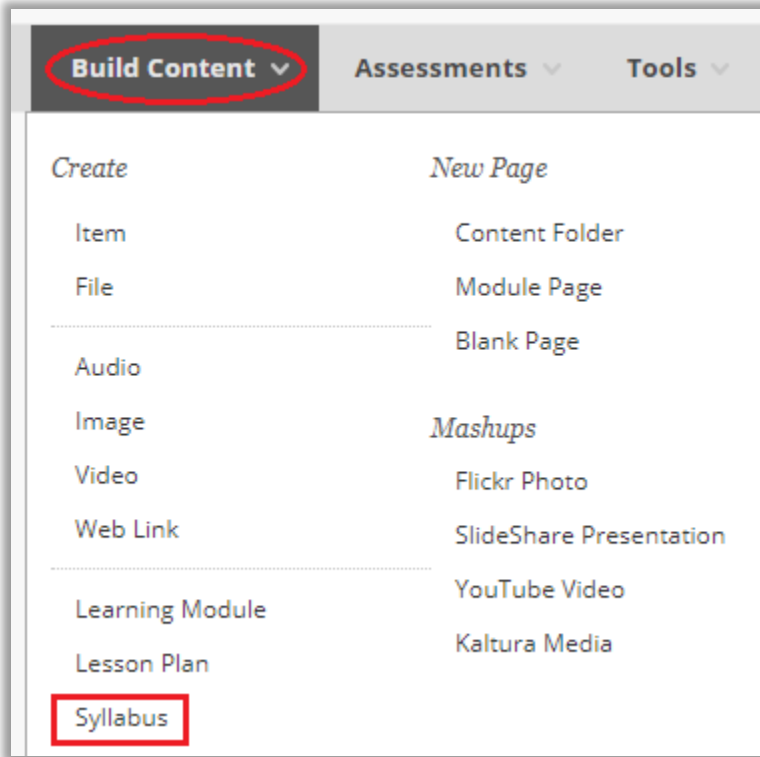 Build Content
Assessments
Tools
Create
Item
File
Audio
Image
Video
Web Link
Learning Module
Lesson Plan
Syllabus
New Page
Content Folder
Module Page
Blank Page
Mashups
Flickr Photo
SlideShare Presentation
YouTube Video
Kaltura Media